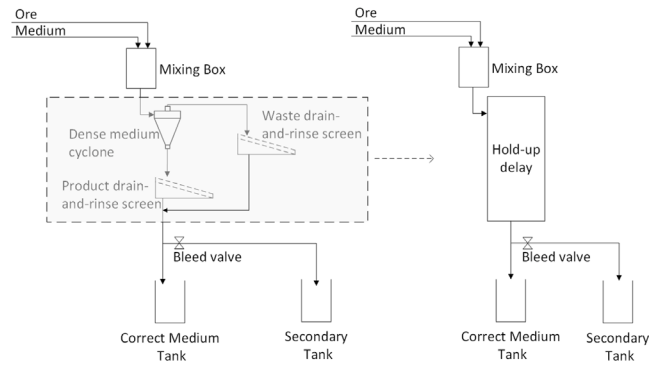 Ore
Medium
Mixing Box
Dense medium
cyclone
Waste drain-
and-rinse screen
Product drain-
and-rinse screen
Bleed valve
Correct Medium
Tank
Secondary
Tank
Ore
Medium
Mixing Box
Hold-up
delay
Bleed valve
Correct Medium
Tank
Secondary
Tank